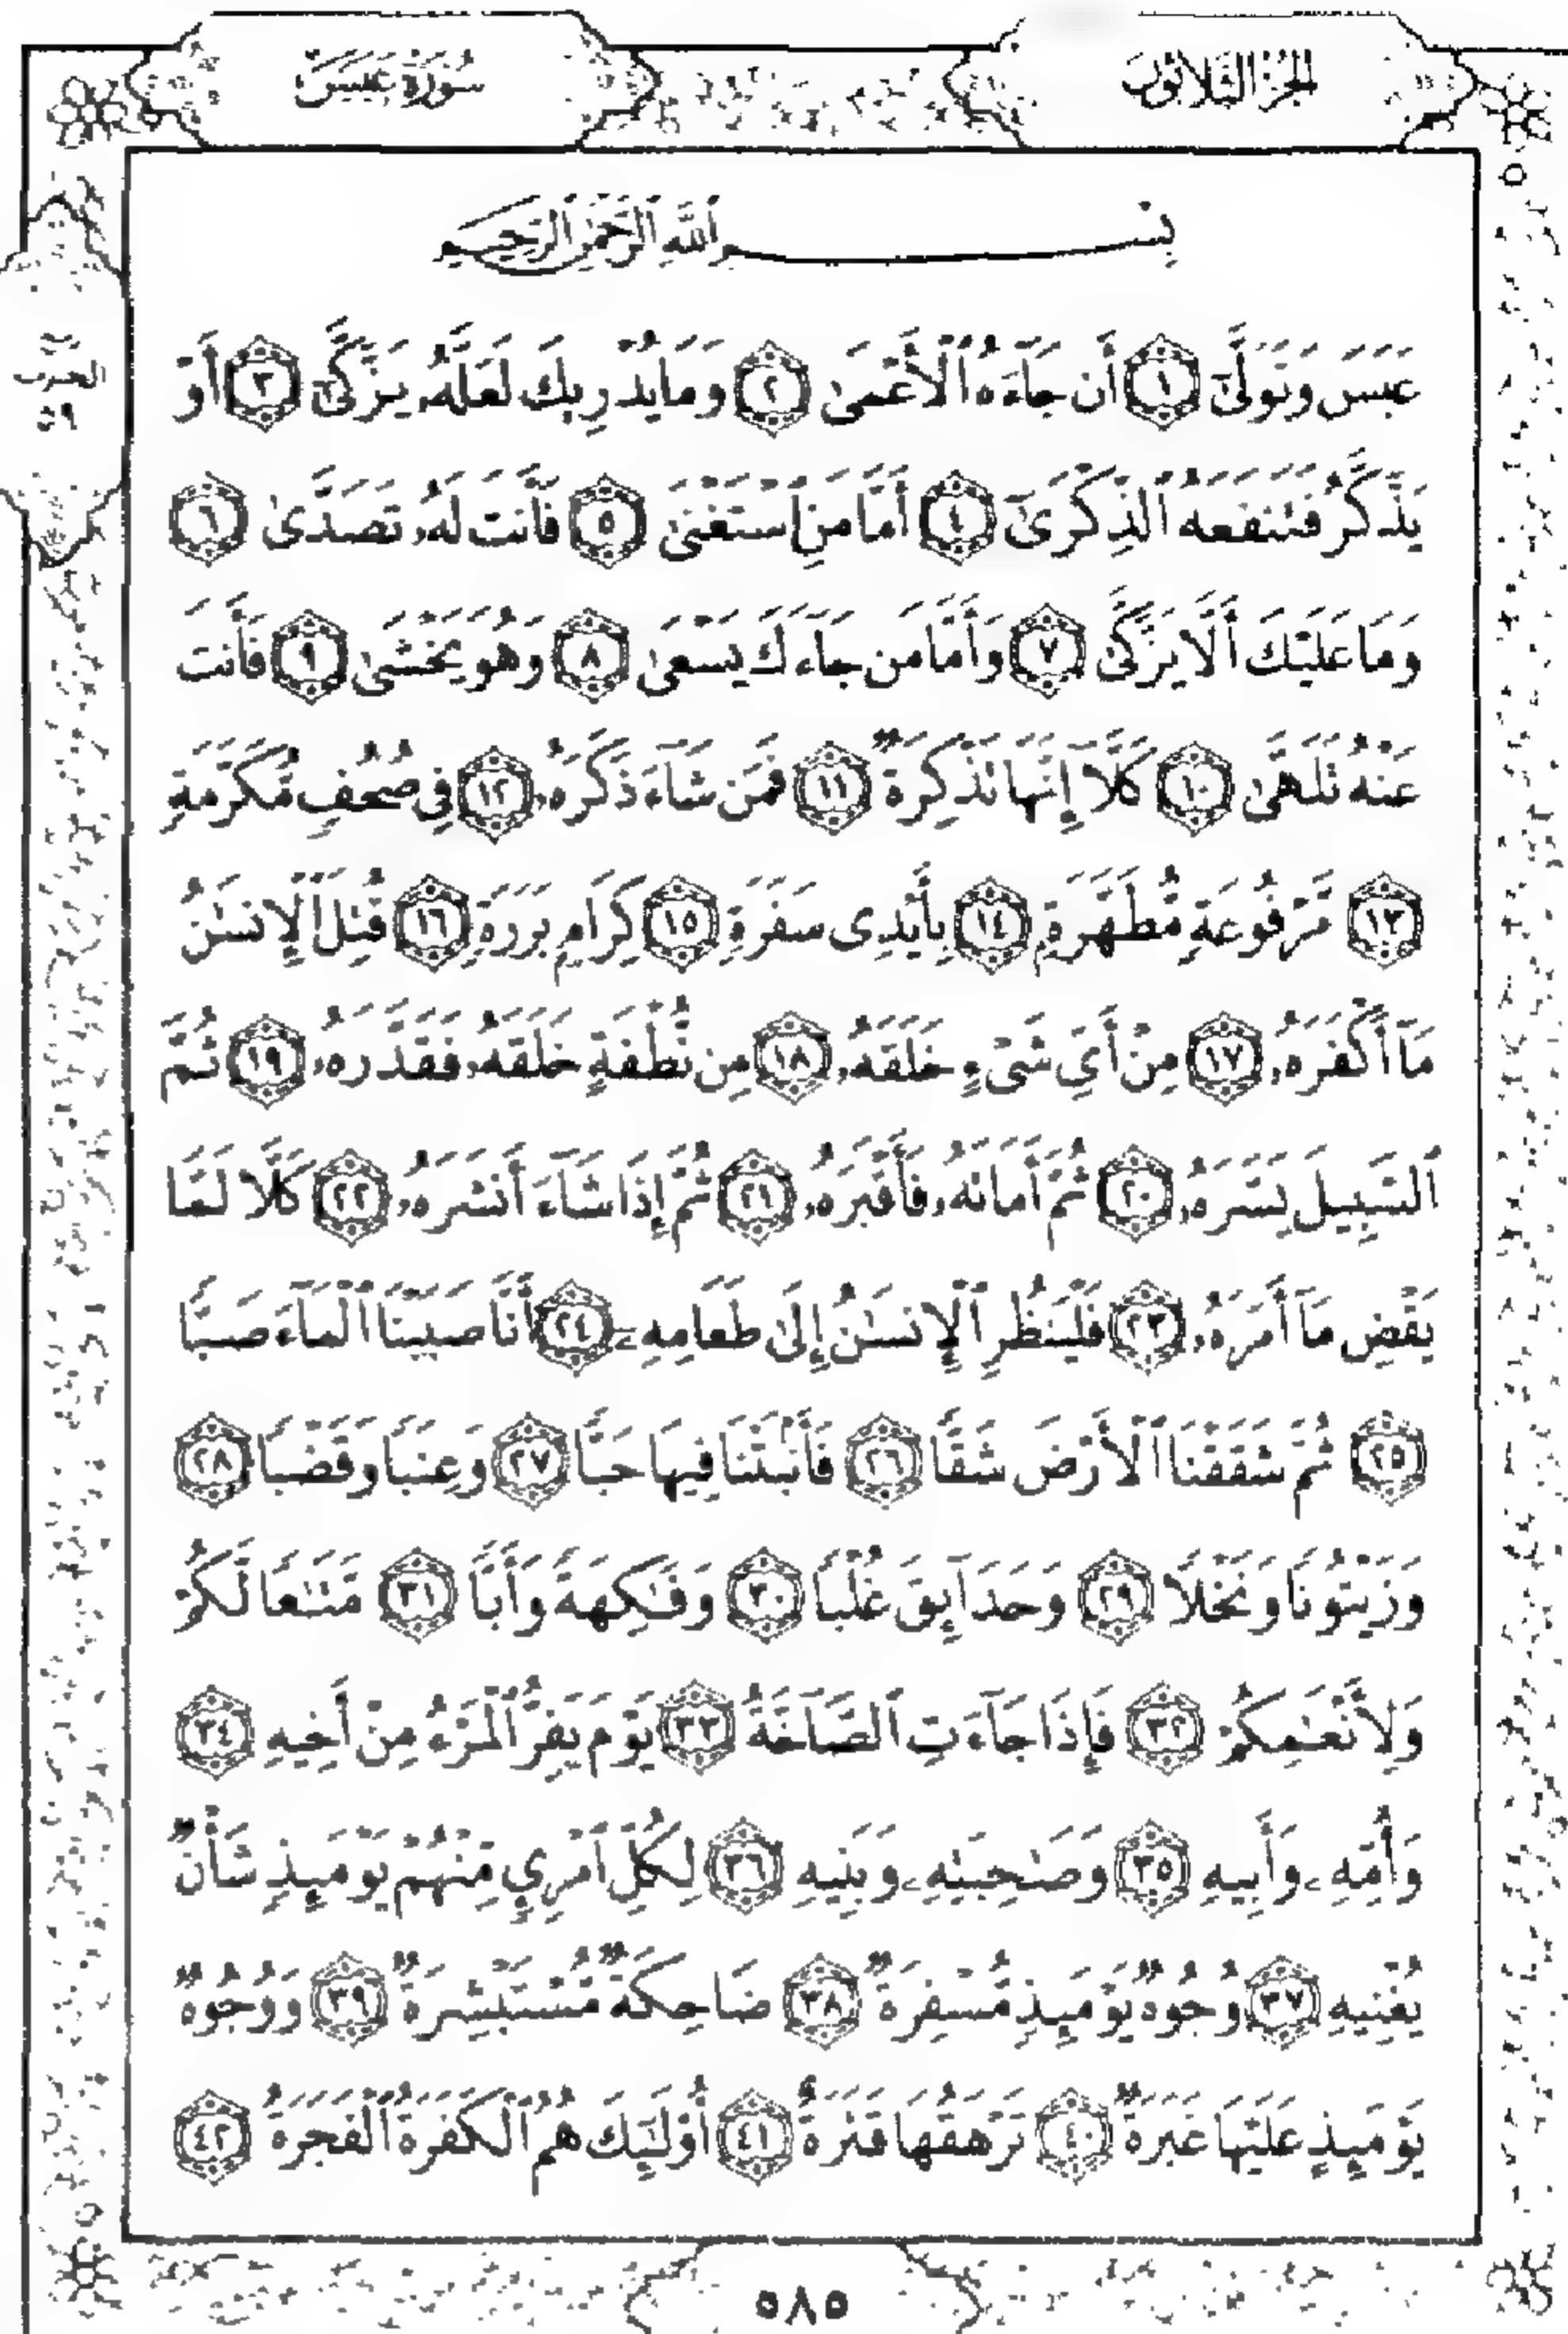 الجزء الثلاثون
سورة عبس
بِسْمِ ٱللَّهِ ٱلرَّحْمَٰنِ ٱلرَّحِيمِ
عَبَسَ وَتَوَلَّىٰٓ ١ أَن جَآءَهُ ٱلْأَعْمَىٰ ٢ وَمَا يُدْرِيكَ لَعَلَّهُۥ يَزَّكَّىٰٓ ٣ أَوْ
يَذَّكَّرُ فَتَنفَعَهُ ٱلذِّكْرَىٰٓ ٤ أَمَّا مَنِ ٱسْتَغْنَىٰ ٥ فَأَنتَ لَهُۥ تَصَدَّىٰ ٦
وَمَا عَلَيْكَ أَلَّا يَزَّكَّىٰ ٧ وَأَمَّا مَن جَآءَكَ يَسْعَىٰ ٨ وَهُوَ يَخْشَىٰ ٩ فَأَنتَ
عَنْهُ تَلَهَّىٰ ١٠ كَلَّآ إِنَّهَا تَذْكِرَةٌ ١١ فَمَن شَآءَ ذَكَرَهُۥ ١٢ فِى صُحُفٍ مُّكَرَّمَةٍ
١٣ مَّرْفُوعَةٍ مُّطَهَّرَةٍۭ ١٤ بِأَيْدِى سَفَرَةٍ ١٥ كِرَامٍۭ بَرَرَةٍ ١٦ قُتِلَ ٱلْإِنسَٰنُ
مَآ أَكْفَرَهُۥ ١٧ مِنْ أَىِّ شَىْءٍ خَلَقَهُۥ ١٨ مِن نُّطْفَةٍ خَلَقَهُۥ فَقَدَّرَهُۥ ١٩ ثُمَّ
ٱلسَّبِيلَ يَسَّرَهُۥ ٢٠ ثُمَّ أَمَاتَهُۥ فَأَقْبَرَهُۥ ٢١ ثُمَّ إِذَا شَآءَ أَنشَرَهُۥ ٢٢ كَلَّا لَمَّا
يَقْضِ مَآ أَمَرَهُۥ ٢٣ فَلْيَنظُرِ ٱلْإِنسَٰنُ إِلَىٰ طَعَامِهِۦٓ ٢٤ أَنَّا صَبَبْنَا ٱلْمَآءَ صَبًّا
٢٥ ثُمَّ شَقَقْنَا ٱلْأَرْضَ شَقًّا ٢٦ فَأَنۢبَتْنَا فِيهَا حَبًّا ٢٧ وَعِنَبًا وَقَضْبًا ٢٨
وَزَيْتُونًا وَنَخْلًا ٢٩ وَحَدَآئِقَ غُلْبًا ٣٠ وَفَٰكِهَةً وَأَبًّا ٣١ مَّتَٰعًا لَّكُمْ
وَلِأَنْعَٰمِكُمْ ٣٢ فَإِذَا جَآءَتِ ٱلصَّآخَّةُ ٣٣ يَوْمَ يَفِرُّ ٱلْمَرْءُ مِنْ أَخِيهِ ٣٤
وَأُمِّهِۦ وَأَبِيهِ ٣٥ وَصَٰحِبَتِهِۦ وَبَنِيهِ ٣٦ لِكُلِّ ٱمْرِئٍ مِّنْهُمْ يَوْمَئِذٍ شَأْنٌ
يُغْنِيهِ ٣٧ وُجُوهٌ يَوْمَئِذٍ مُّسْفِرَةٌ ٣٨ ضَاحِكَةٌ مُّسْتَبْشِرَةٌ ٣٩ وَوُجُوهٌ
يَوْمَئِذٍ عَلَيْهَا غَبَرَةٌ ٤٠ تَرْهَقُهَا قَتَرَةٌ ٤١ أُو۟لَٰٓئِكَ هُمُ ٱلْكَفَرَةُ ٱلْفَجَرَةُ ٤٢
٥٨٥